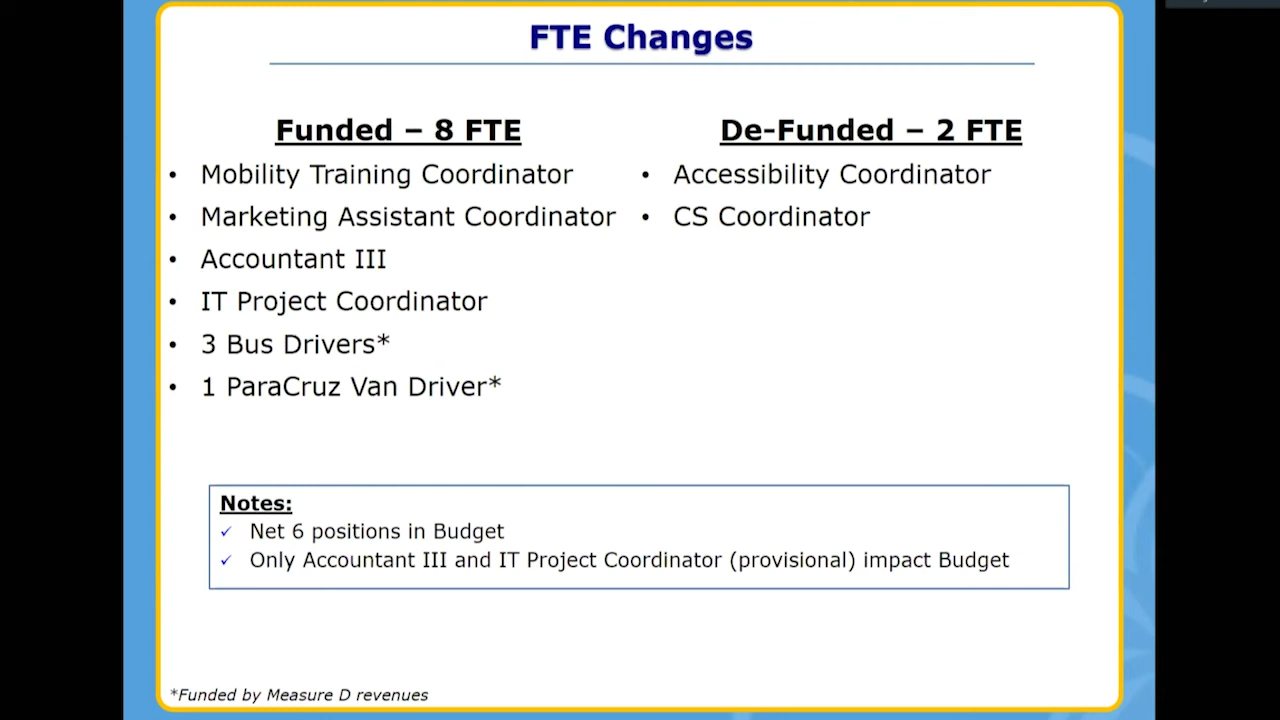 FTE Changes
Funded – 8 FTE
• Mobility Training Coordinator
• Marketing Assistant Coordinator
• Accountant III
• IT Project Coordinator
• 3 Bus Drivers*
• 1 ParaCruz Van Driver*
De-Funded – 2 FTE
• Accessibility Coordinator
• CS Coordinator
Notes:
✓ Net 6 positions in Budget
✓ Only Accountant III and IT Project Coordinator (provisional) impact Budget
*Funded by Measure D revenues